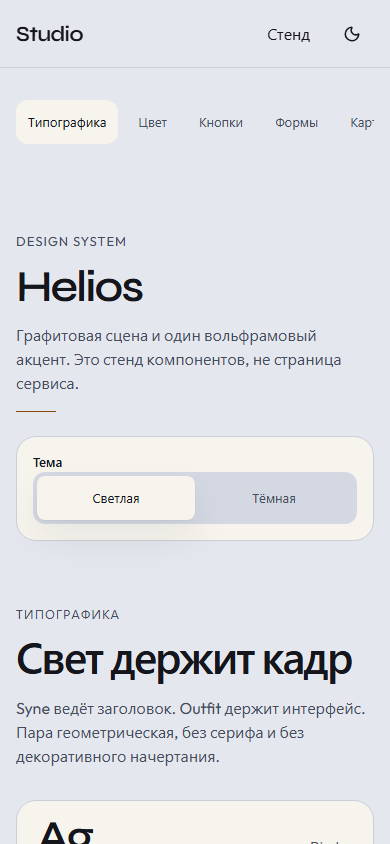 Studio
Стенд
Типографика Цвет Кнопки Формы
DESIGN SYSTEM
Helios
Графитовая сцена и один вольфрамовый
акцент. Это стенд компонентов, не страница
сервиса.
Тема
Светлая Тёмная
ТИПОГРАФИКА
Свет держит кадр
Syne ведёт заголовок. Outfit держит интерфейс.
Пара геометрическая, без серифа и без
декоративного начертания.
Ag